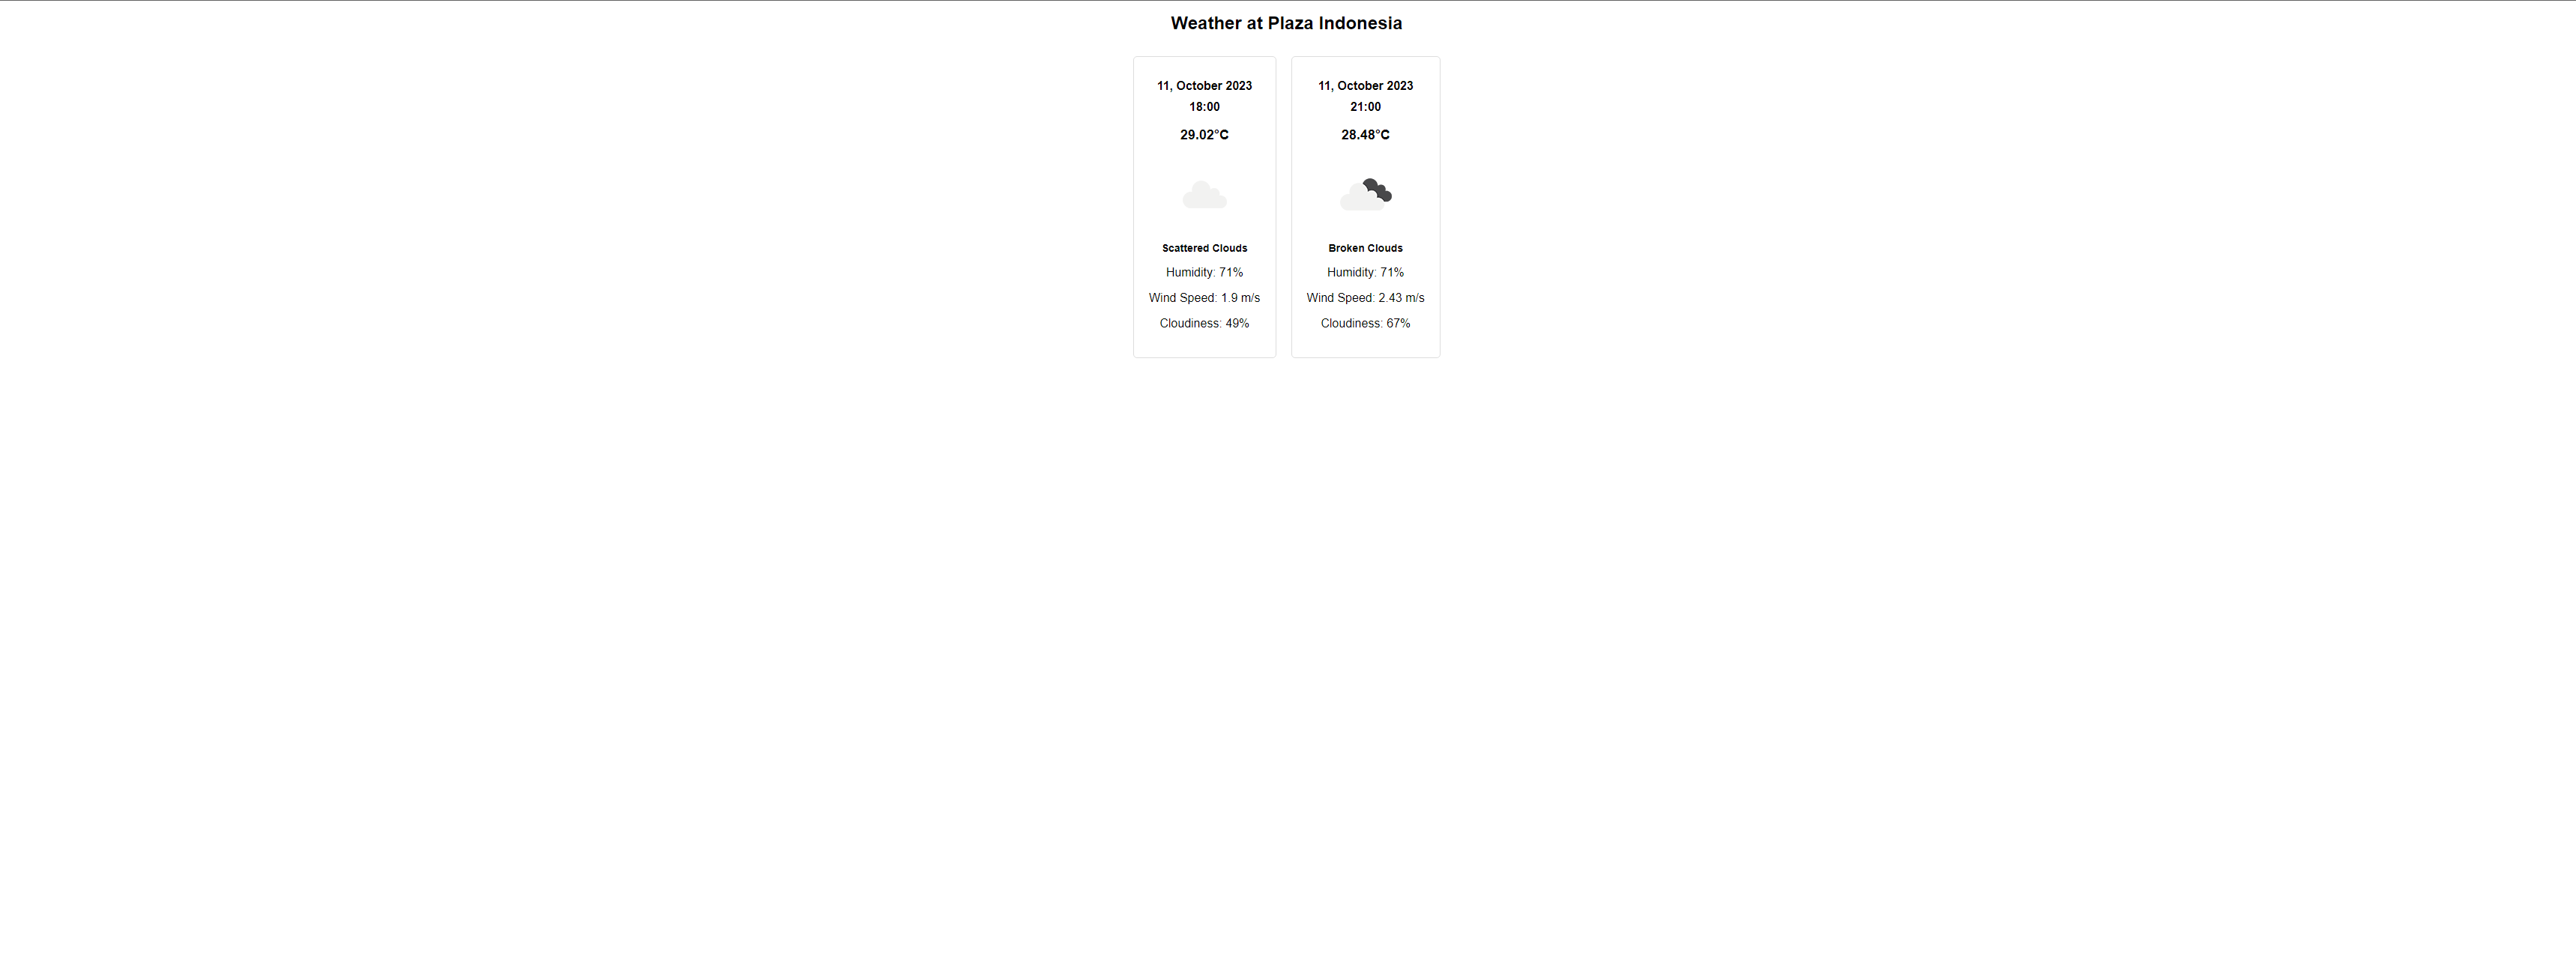 Weather at Plaza Indonesia
11, October 2023
18:00
29.02°C
Scattered Clouds
Humidity: 71%
Wind Speed: 1.9 m/s
Cloudiness: 49%
11, October 2023
21:00
28.48°C
Broken Clouds
Humidity: 71%
Wind Speed: 2.43 m/s
Cloudiness: 67%